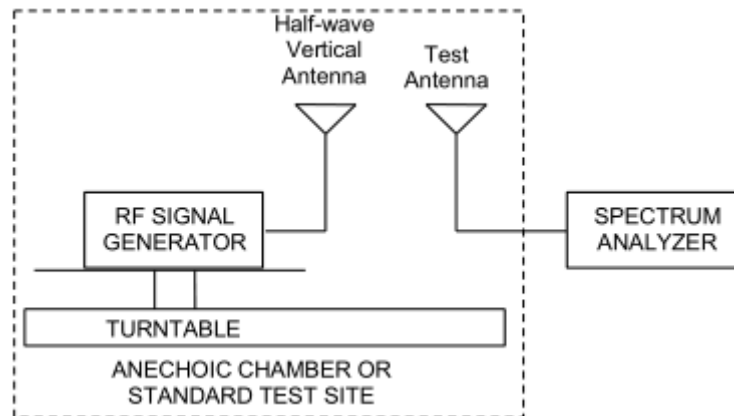 Half-wave
Vertical
Antenna
Test
Antenna
RF SIGNAL
GENERATOR
SPECTRUM
ANALYZER
TURNTABLE
ANECHOIC CHAMBER OR
STANDARD TEST SITE